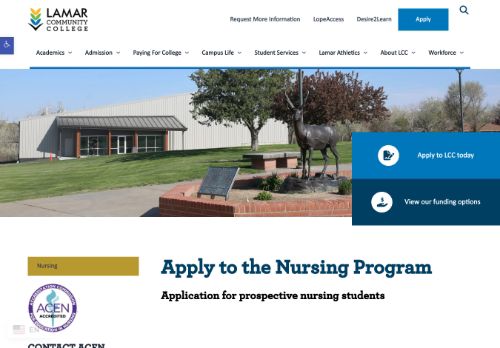 LAMAR
COMMUNITY
COLLEGE
Request More Information LopeAccess Desire2Learn Apply
Academics Admission Paying For College Campus Life Student Services Lamar Athletics About LCC Workforce
Apply to LCC today
View our funding options
Nursing
Apply to the Nursing Program
Application for prospective nursing students
ACEN
ACCREDITED
EN
CONTACT ACEN